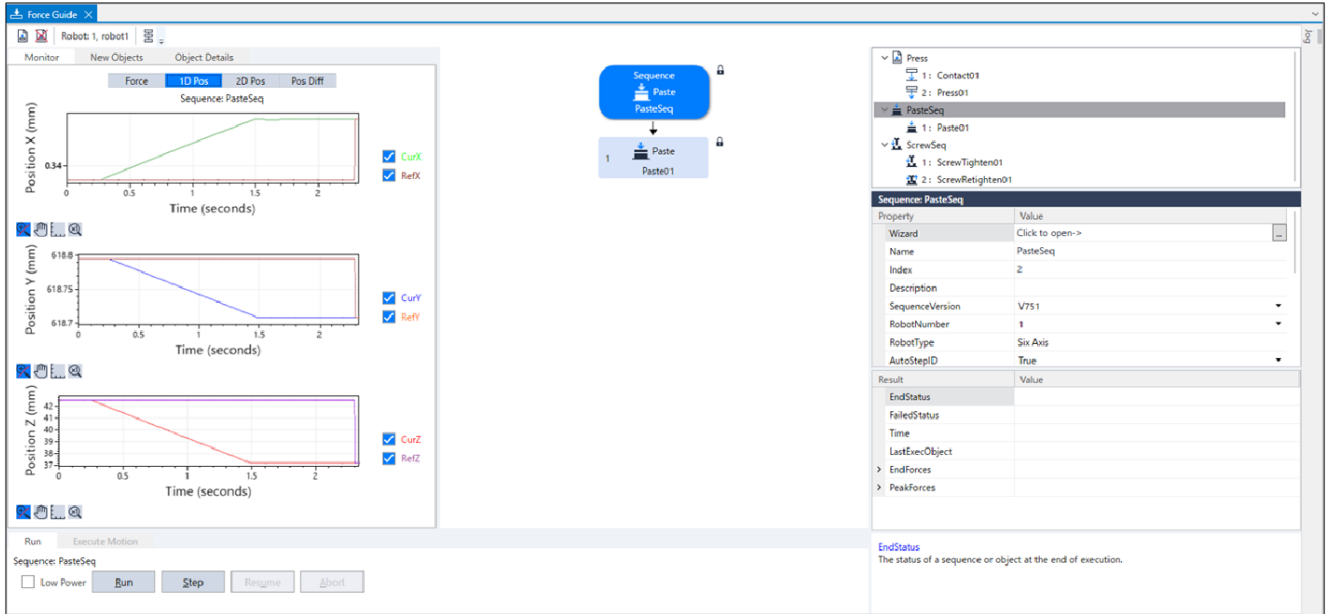 Force Guide
Robot: 1, robot1
Jog
Monitor New Objects Object Details
Force 1D Pos 2D Pos Pos Diff
Sequence: PasteSeq
Position X (mm)
0.34
0 0.5 1 1.5 2
Time (seconds)
CurX
RefX
Position Y (mm)
618.8
618.75
618.7
0 0.5 1 1.5 2
Time (seconds)
CurY
RefY
Position Z (mm)
42
41
40
39
38
37
0 0.5 1 1.5 2
Time (seconds)
CurZ
RefZ
Run Execute Motion
Sequence: PasteSeq
Low Power Run Step Resume Abort
Sequence
Paste
PasteSeq
1 Paste
Paste01
Press
1 : Contact01
2 : Press01
PasteSeq
1 : Paste01
ScrewSeq
1 : ScrewTighten01
2 : ScrewRetighten01
Sequence: PasteSeq
Property Value
Wizard Click to open-> ...
Name PasteSeq
Index 2
Description
SequenceVersion V751
RobotNumber 1
RobotType Six Axis
AutoStepID True
Result Value
EndStatus
FailedStatus
Time
LastExecObject
EndForces
PeakForces
EndStatus
The status of a sequence or object at the end of execution.